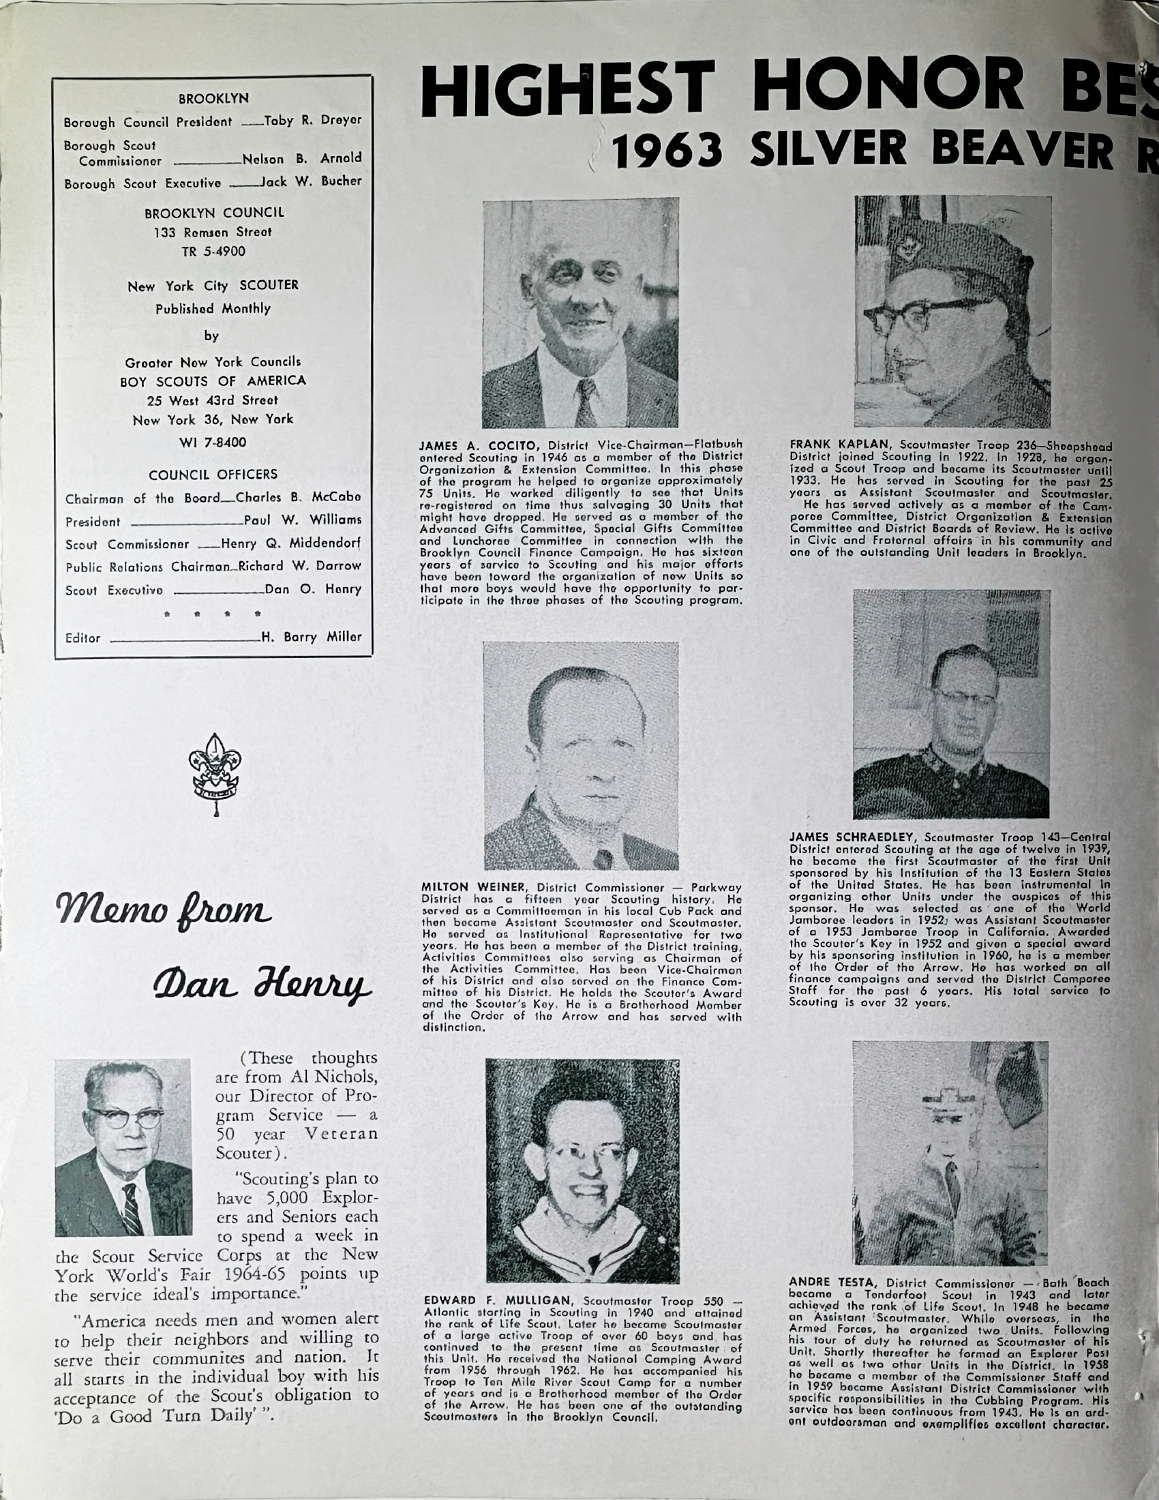 HIGHEST HONOR BES
1963 SILVER BEAVER R
BROOKLYN
Borough Council President Toby R. Dreyer
Borough Scout
Commissioner Nelson B. Arnold
Borough Scout Executive Jack W. Bucher
BROOKLYN COUNCIL
133 Remsen Street
TR 5-4900
New York City SCOUTER
Published Monthly
by
Greater New York Councils
BOY SCOUTS OF AMERICA
25 West 43rd Street
New York 36, New York
WI 7-8400
COUNCIL OFFICERS
Chairman of the Board Charles B. McCabe
President Paul W. Williams
Scout Commissioner Henry Q. Middendorf
Public Relations Chairman Richard W. Darrow
Scout Executive Dan O. Henry
* * * *
Editor H. Barry Miller
Memo from
Dan Henry
(These thoughts
are from Al Nichols,
our Director of Pro-
gram Service — a
50 year Veteran
Scouter).
"Scouting's plan to
have 5,000 Explor-
ers and Seniors each
to spend a week in
the Scout Service Corps at the New
York World's Fair 1964-65 points up
the service ideal's importance."
"America needs men and women alert
to help their neighbors and willing to
serve their communites and nation. It
all starts in the individual boy with his
acceptance of the Scout's obligation to
'Do a Good Turn Daily' ".
JAMES A. COCITO, District Vice-Chairman—Flatbush
entered Scouting in 1946 as a member of the District
Organization & Extension Committee. In this phase
of the program he helped to organize approximately
75 Units. He worked diligently to see that Units
re-registered on time thus salvaging 30 Units that
might have dropped. He served as a member of the
Advanced Gifts Committee, Special Gifts Committee
and Luncheree Committee in connection with the
Brooklyn Council Finance Campaign. He has sixteen
years of service to Scouting and his major efforts
have been toward the organization of new Units so
that more boys would have the opportunity to par-
ticipate in the three phases of the Scouting program.
MILTON WEINER, District Commissioner — Parkway
District has a fifteen year Scouting history. He
served as a Committeeman in his local Cub Pack and
then became Assistant Scoutmaster and Scoutmaster.
He served as Institutional Representative for two
years. He has been a member of the District training,
Activities Committees also serving as Chairman of
the Activities Committee. Has been Vice-Chairman
of his District and also served on the Finance Com-
mittee of his District. He holds the Scouter's Award
and the Scouter's Key. He is a Brotherhood Member
of the Order of the Arrow and has served with
distinction.
EDWARD F. MULLIGAN, Scoutmaster Troop 550 —
Atlantic starting in Scouting in 1940 and attained
the rank of Life Scout. Later he become Scoutmaster
of a large active Troop of over 60 boys and has
continued to the present time as Scoutmaster of
this Unit. He received the National Camping Award
from 1956 through 1962. He has accompanied his
Troop to Ten Mile River Scout Camp for a number
of years and is a Brotherhood member of the Order
of the Arrow. He has been one of the outstanding
Scoutmasters in the Brooklyn Council.
FRANK KAPLAN, Scoutmaster Troop 236—Sheepshead
District joined Scouting in 1922. In 1928, he organ-
ized a Scout Troop and became its Scoutmaster until
1933. He has served in Scouting for the past 25
years as Assistant Scoutmaster and Scoutmaster.
He has served actively as a member of the Cam-
poree Committee, District Organization & Extension
Committee and District Boards of Review. He is active
in Civic and Fraternal affairs in his community and
one of the outstanding Unit leaders in Brooklyn.
JAMES SCHRAEDLEY, Scoutmaster Troop 143—Central
District entered Scouting at the age of twelve in 1939,
he became the first Scoutmaster of the first Unit
sponsored by his Institution of the 13 Eastern States
of the United States. He has been instrumental in
organizing other Units under the auspices of this
sponsor. He was selected as one of the World
Jamboree leaders in 1952; was Assistant Scoutmaster
of a 1953 Jamboree Troop in California. Awarded
the Scouter's Key in 1952 and given a special award
by his sponsoring institution in 1960, he is a member
of the Order of the Arrow. He has worked on all
finance campaigns and served the District Camporee
Staff for the past 6 years. His total service to
Scouting is over 32 years.
ANDRE TESTA, District Commissioner — Bath Beach
became a Tenderfoot Scout in 1943 and later
achieved the rank of Life Scout. In 1948 he became
an Assistant Scoutmaster. While overseas, in the
Armed Forces, he organized two Units. Following
his tour of duty he returned as Scoutmaster of his
Unit. Shortly thereafter he formed an Explorer Post
as well as two other Units in the District. In 1958
he became a member of the Commissioner Staff and
in 1959 became Assistant District Commissioner with
specific responsibilities in the Cubbing Program. His
service has been continuous from 1943. He is an ard-
ent outdoorsman and exemplifies excellent character.